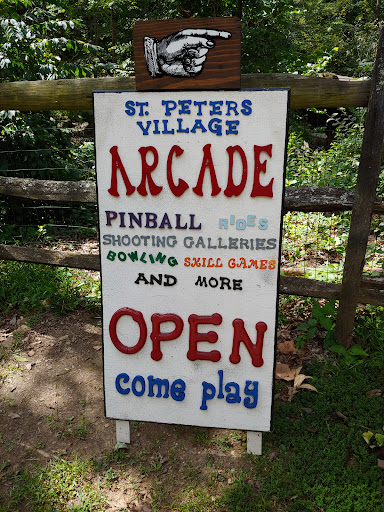 ST. PETERS
VILLAGE
ARCADE
PINBALL RIDES
SHOOTING GALLERIES
BOWLING SKILL GAMES
AND MORE
OPEN
come play